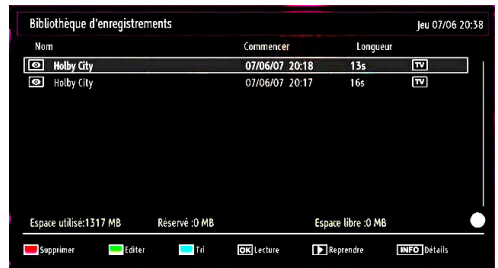 Bibliothèque d'enregistrements Jeu 07/06 20:38
Nom Commencer Longueur
Holby City 07/06/07 20:18 13s TV
Holby City 07/06/07 20:17 16s TV
Espace utilisé:1317 MB Réservé :0 MB Espace libre :0 MB
Supprimer Editer Tri OK Lecture Reprendre INFO Détails